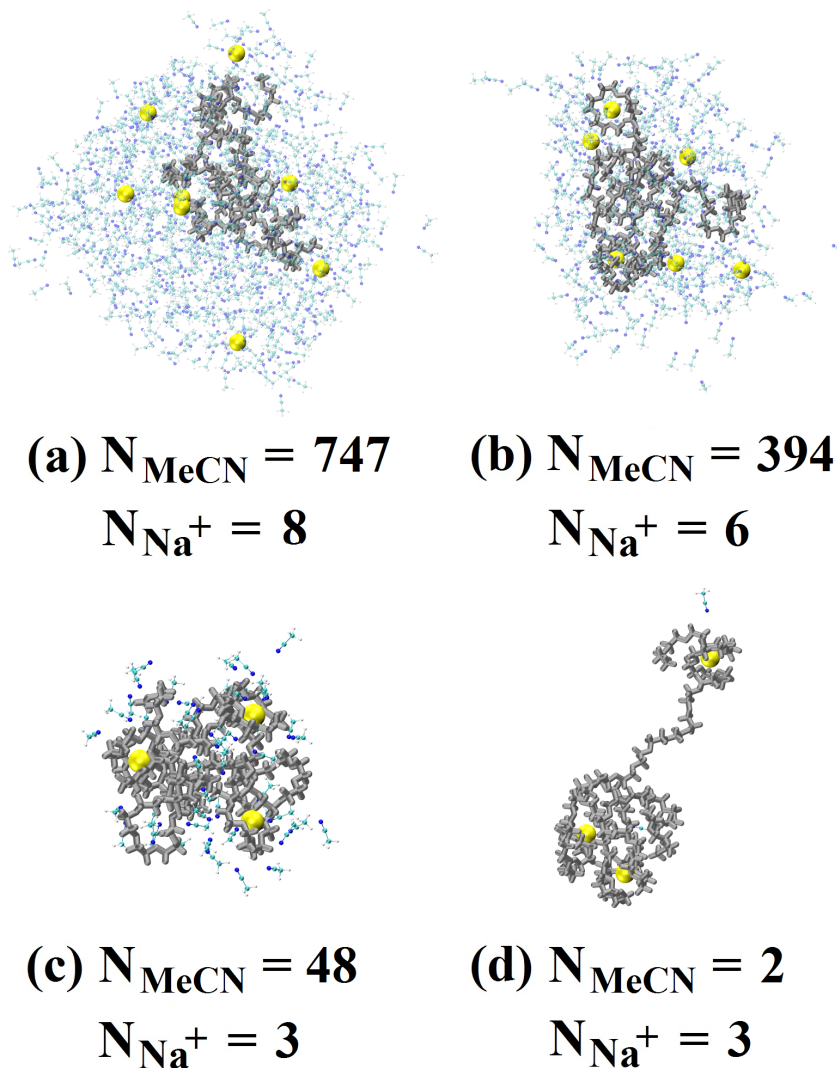 (a) N_MeCN = 747
N_Na⁺ = 8
(b) N_MeCN = 394
N_Na⁺ = 6
(c) N_MeCN = 48
N_Na⁺ = 3
(d) N_MeCN = 2
N_Na⁺ = 3